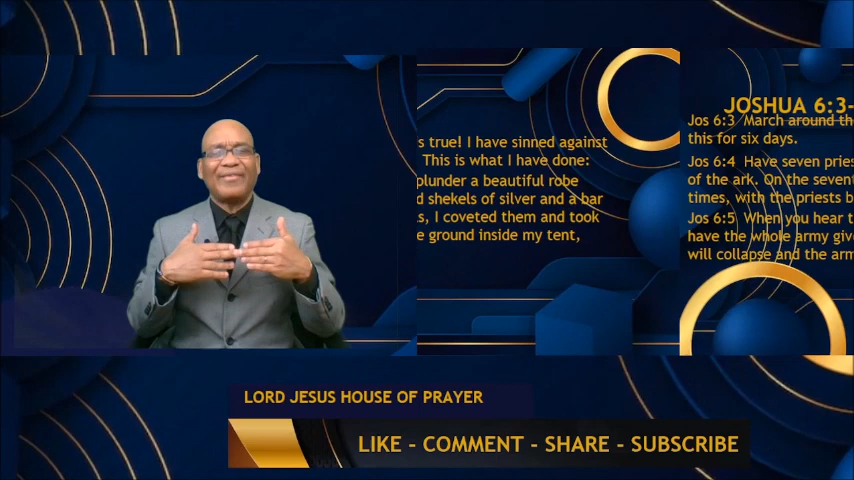 s true! I have sinned against
This is what I have done:
plunder a beautiful robe
d shekels of silver and a bar
s, I coveted them and took
e ground inside my tent,
JOSHUA 6:3-
Jos 6:3 March around th
this for six days.
Jos 6:4 Have seven pries
of the ark. On the sevent
times, with the priests b
Jos 6:5 When you hear t
have the whole army give
will collapse and the arm
LORD JESUS HOUSE OF PRAYER
LIKE - COMMENT - SHARE - SUBSCRIBE